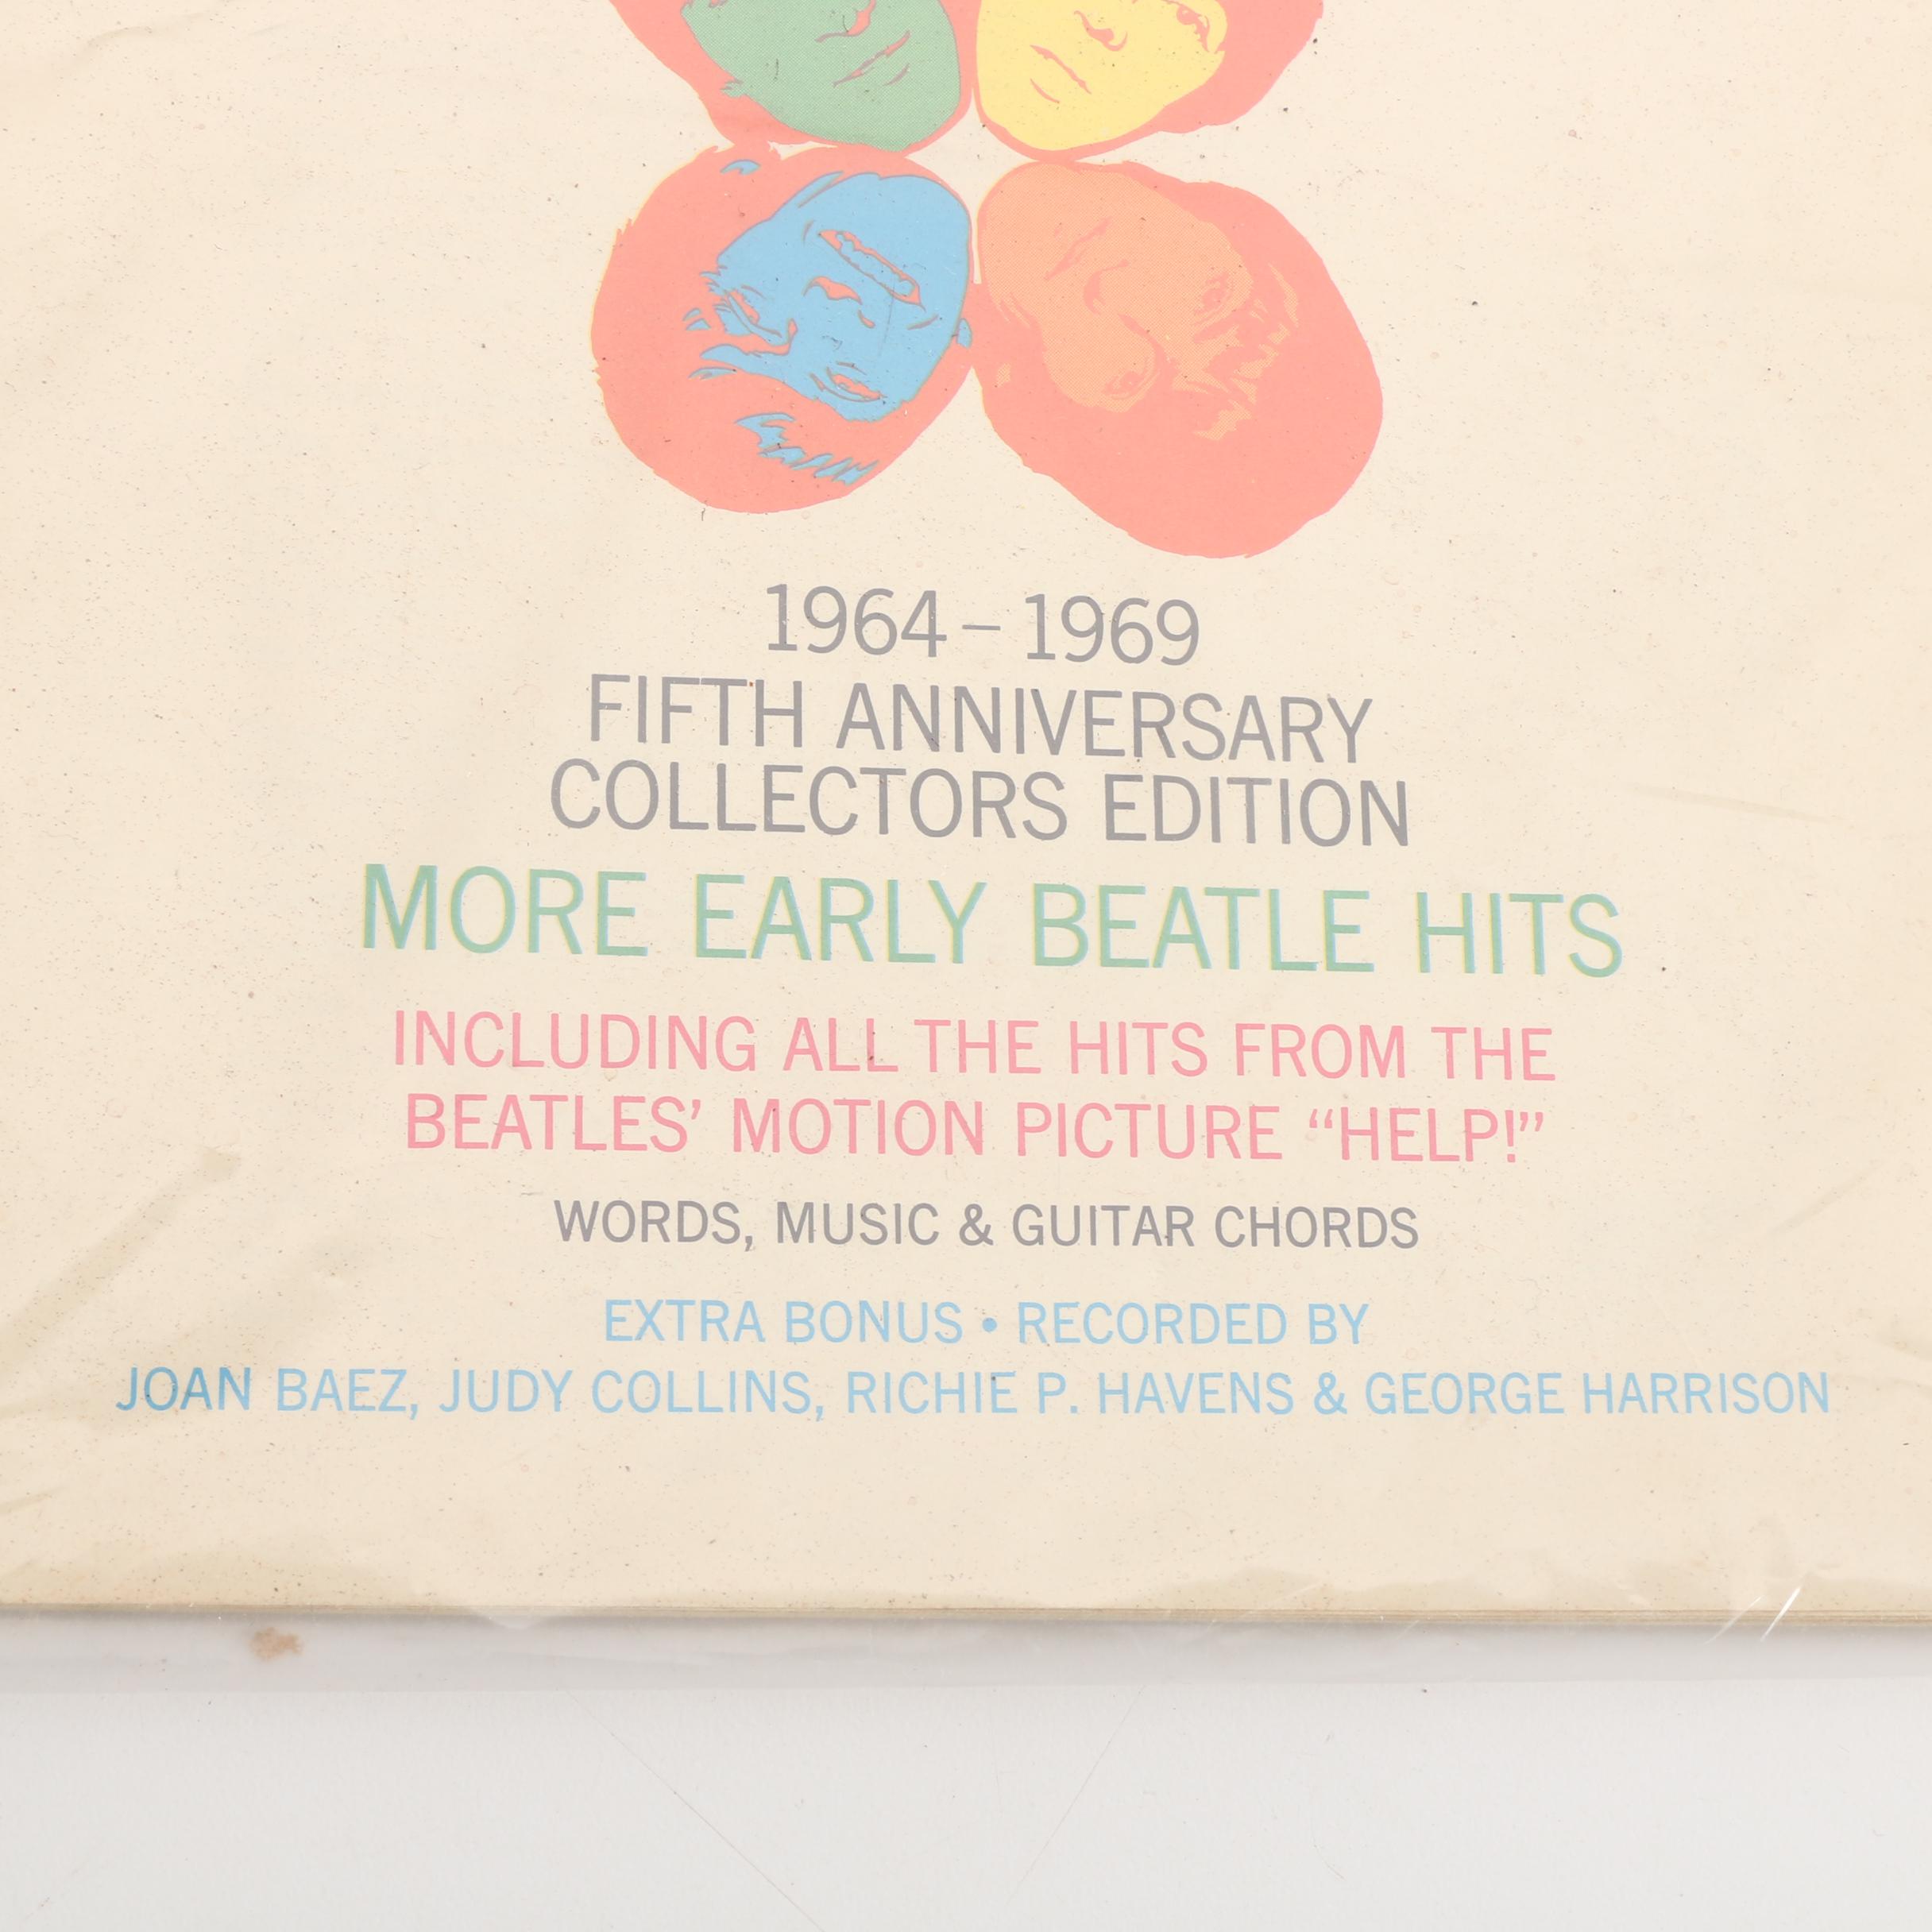 1964–1969
FIFTH ANNIVERSARY
COLLECTORS EDITION
MORE EARLY BEATLE HITS
INCLUDING ALL THE HITS FROM THE
BEATLES’ MOTION PICTURE “HELP!”
WORDS, MUSIC & GUITAR CHORDS
EXTRA BONUS • RECORDED BY
JOAN BAEZ, JUDY COLLINS, RICHIE P. HAVENS & GEORGE HARRISON